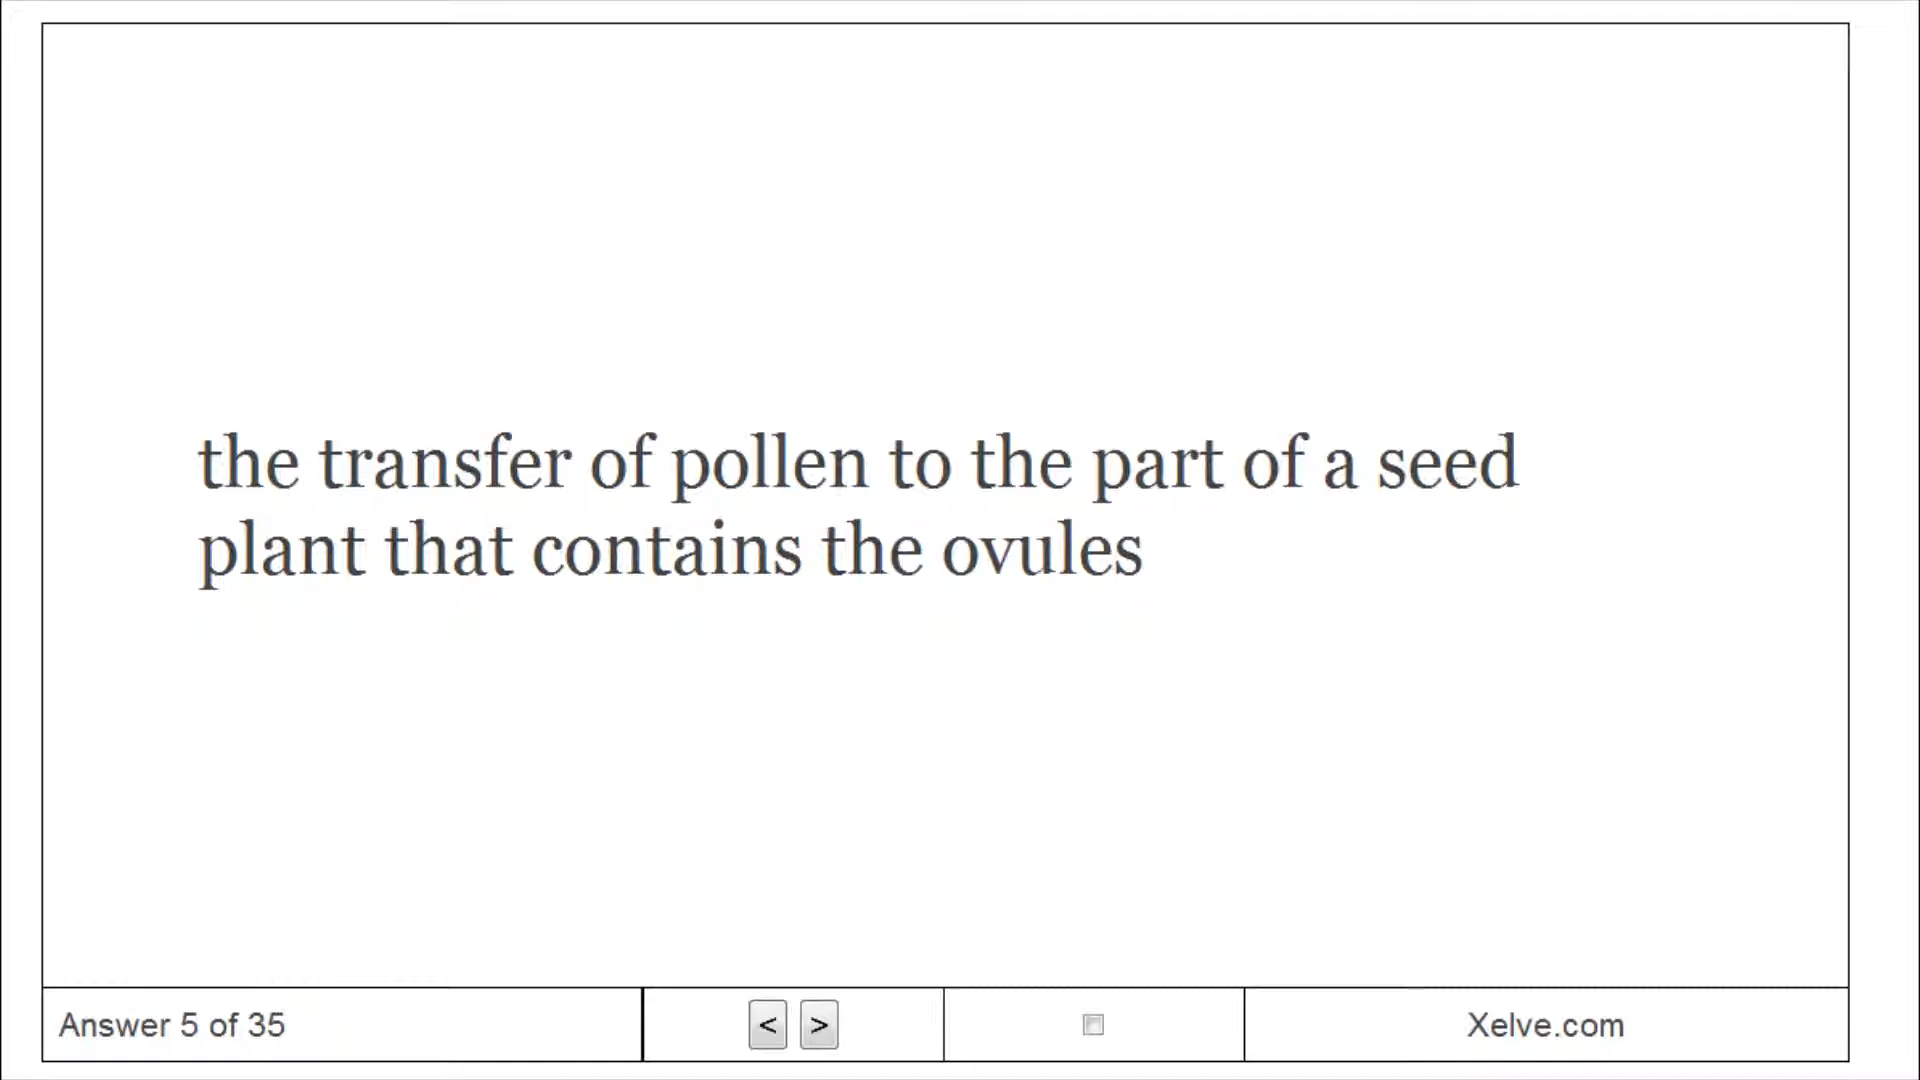 the transfer of pollen to the part of a seed
plant that contains the ovules
Answer 5 of 35
< >
Xelve.com